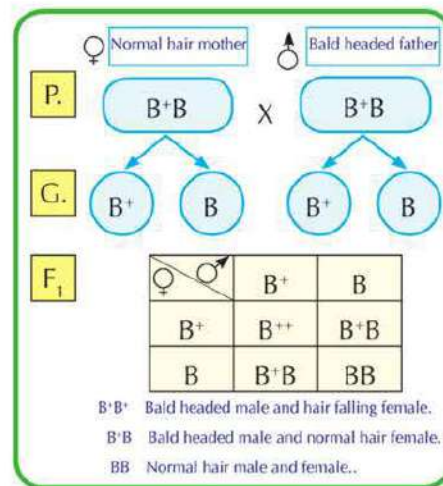 ♀ Normal hair mother ♂ Bald headed father
P. B⁺B X B⁺B
G. B⁺ B B⁺ B
F₁ ♀ ♂ B⁺ B
B⁺ B⁺⁺ B⁺B
B B⁺B BB
B⁺B⁺ Bald headed male and hair falling female.
B⁺B Bald headed male and normal hair female.
BB Normal hair male and female..